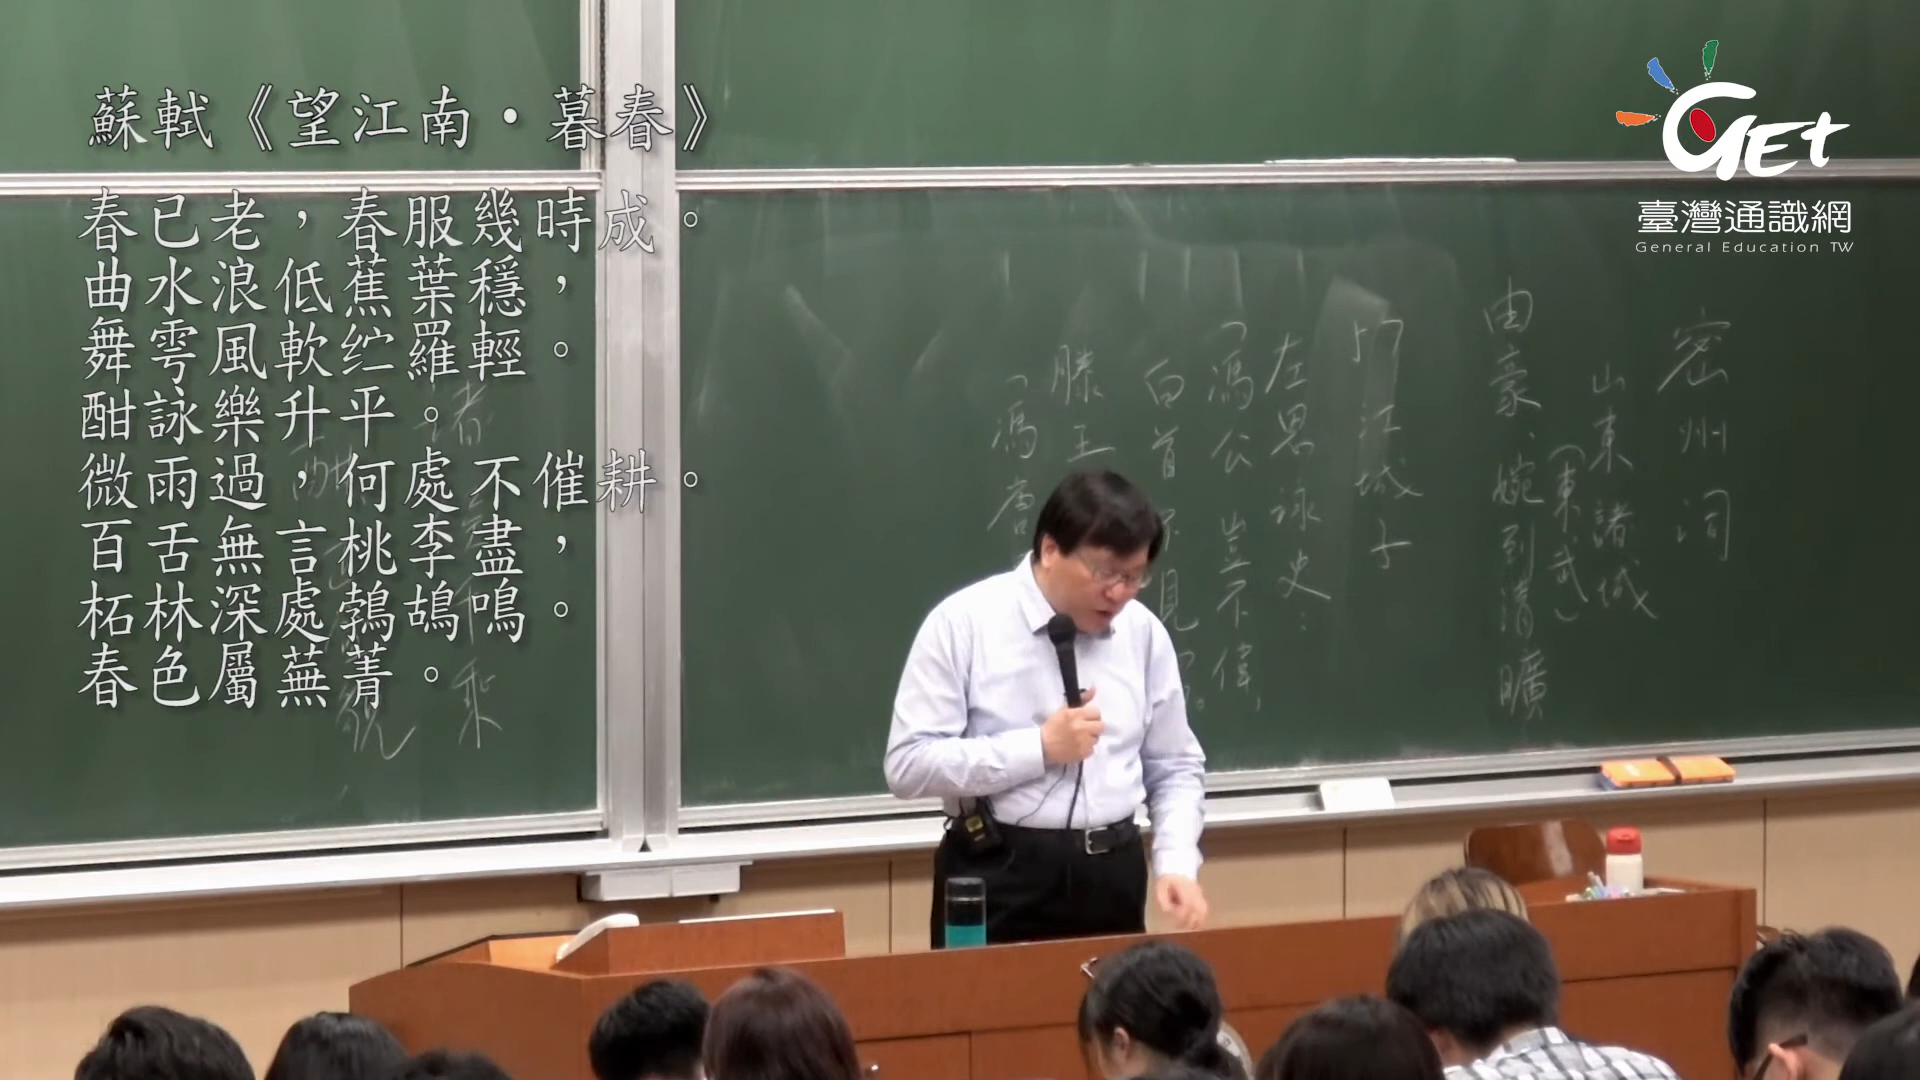 蘇軾《望江南·暮春》
春已老，春服幾時成。
曲水浪低蕉葉穩，
舞雩風軟纻羅輕。
酣詠樂升平。
微雨過，何處不催耕。
百舌無言桃李盡，
柘林深處鵓鴣鳴。
春色屬蕪菁。
GET
臺灣通識網
General Education TW
密州词
山東諸城
（東武）
由豪、婉到清曠
江城子
左思詠史：
「馮公豈不偉，
白首不見
滕王
「馮唐